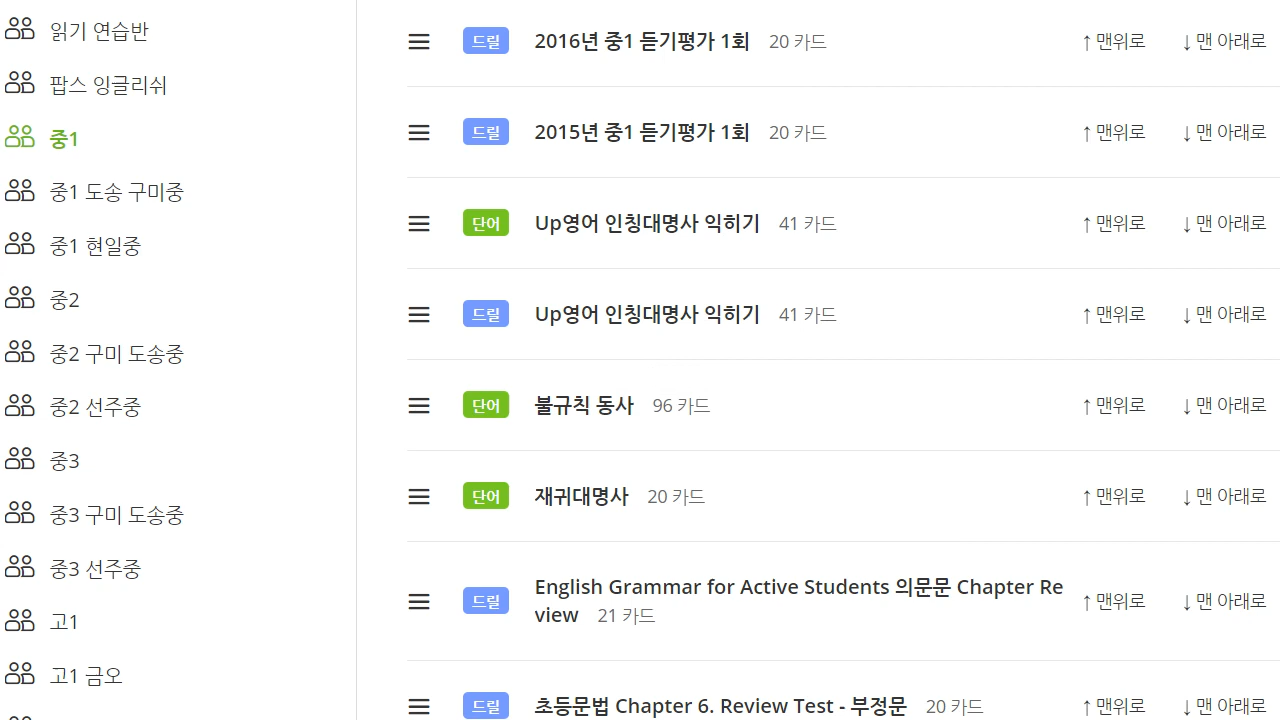 읽기 연습반
팝스 잉글리쉬
중1
중1 도송 구미중
중1 현일중
중2
중2 구미 도송중
중2 선주중
중3
중3 구미 도송중
중3 선주중
고1
고1 금오
드릴 2016년 중1 듣기평가 1회 20 카드 ↑ 맨위로 ↓ 맨 아래로
드릴 2015년 중1 듣기평가 1회 20 카드 ↑ 맨위로 ↓ 맨 아래로
단어 Up영어 인칭대명사 익히기 41 카드 ↑ 맨위로 ↓ 맨 아래로
드릴 Up영어 인칭대명사 익히기 41 카드 ↑ 맨위로 ↓ 맨 아래로
단어 불규칙 동사 96 카드 ↑ 맨위로 ↓ 맨 아래로
단어 재귀대명사 20 카드 ↑ 맨위로 ↓ 맨 아래로
드릴 English Grammar for Active Students 의문문 Chapter Re
view 21 카드 ↑ 맨위로 ↓ 맨 아래로
드릴 초등문법 Chapter 6. Review Test - 부정문 20 카드 ↑ 맨위로 ↓ 맨 아래로